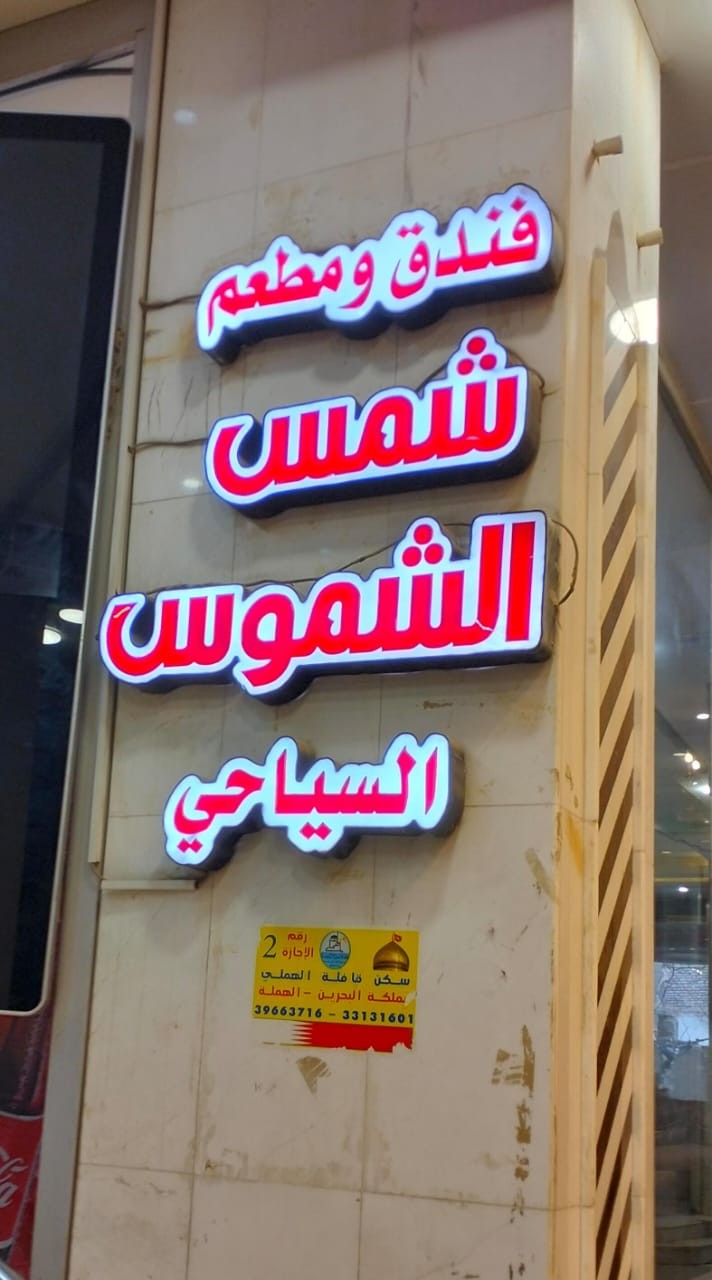 فندق ومطعم
شمس
الشموس
السياحي
رقم
الإجازة 2
سكن قافلة الهملي
مملكة البحرين - الهملة
39663716 - 33131601